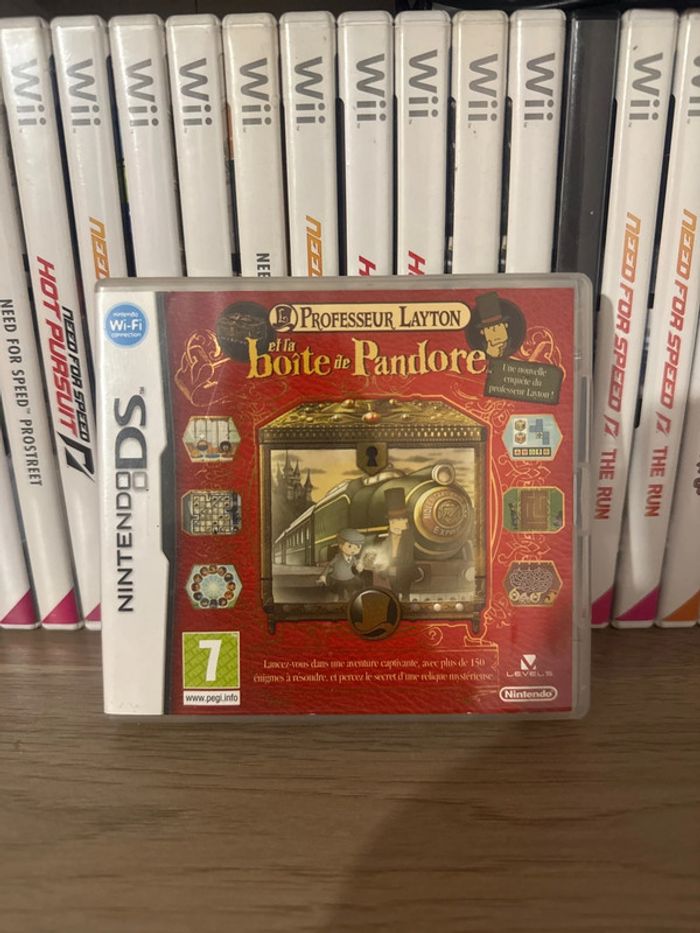 Wii
Wii
Wii
Wii
Wii
Wii
Wii
Wii
Wii
Wii
Wii
Wii
NEED FOR SPEED™ PROSTREET
HOT PURSUIT
NEED FOR SPEED
NEED FOR SPEED THE RUN
NEED FOR SPEED THE RUN
Nintendo
Wi-Fi
connection
NINTENDO DS™
PROFESSEUR LAYTON
et la
boîte de Pandore
Une nouvelle
enquête du
professeur Layton !
7
www.pegi.info
Lancez-vous dans une aventure captivante, avec plus de 150
énigmes à résoudre, et percez le secret d'une relique mystérieuse.
LEVEL5
Nintendo